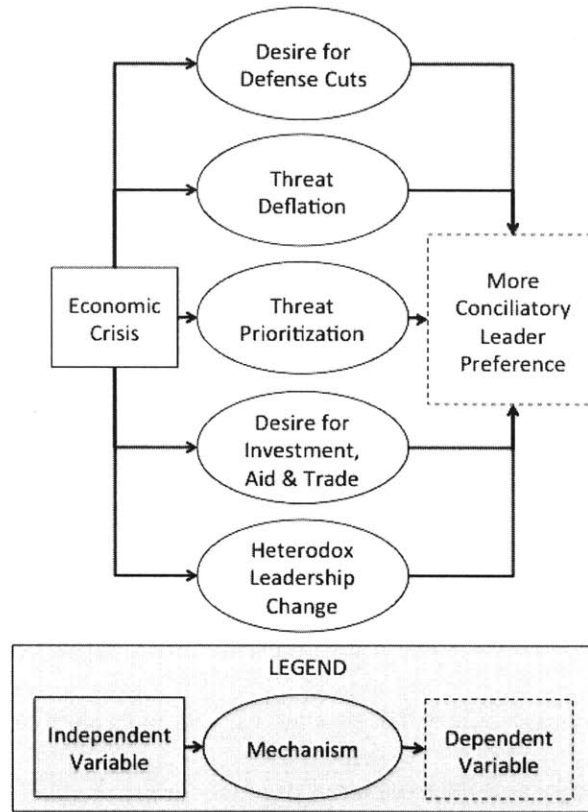 Desire for
Defense Cuts
Threat
Deflation
Economic
Crisis
Threat
Prioritization
More
Conciliatory
Leader
Preference
Desire for
Investment,
Aid & Trade
Heterodox
Leadership
Change
LEGEND
Independent
Variable
Mechanism
Dependent
Variable